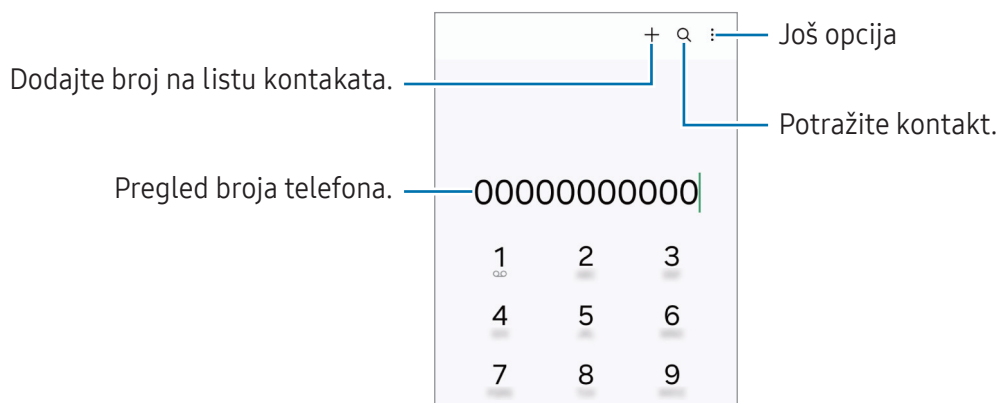 Još opcija
Dodajte broj na listu kontakata.
Potražite kontakt.
Pregled broja telefona.
00000000000
1 2 3
4 5 6
7 8 9